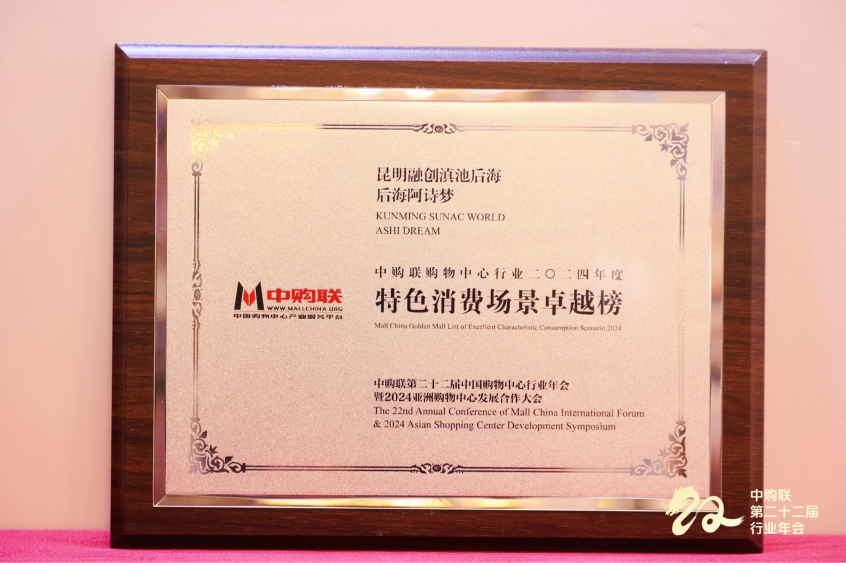 昆明融创滇池后海
后海阿诗梦
KUNMING SUNAC WORLD
ASHI DREAM
中购联购物中心行业二〇二四年度
特色消费场景卓越榜
Mall China Golden Mall List of Excellent Characteristic Consumption Scenario 2024
中购联
WWW.MALLCHINA.ORG
中国购物中心产业服务平台
中购联第二十二届中国购物中心行业年会
暨2024亚洲购物中心发展合作大会
The 22nd Annual Conference of Mall China International Forum
& 2024 Asian Shopping Center Development Symposium
中购联
第二十二届
行业年会